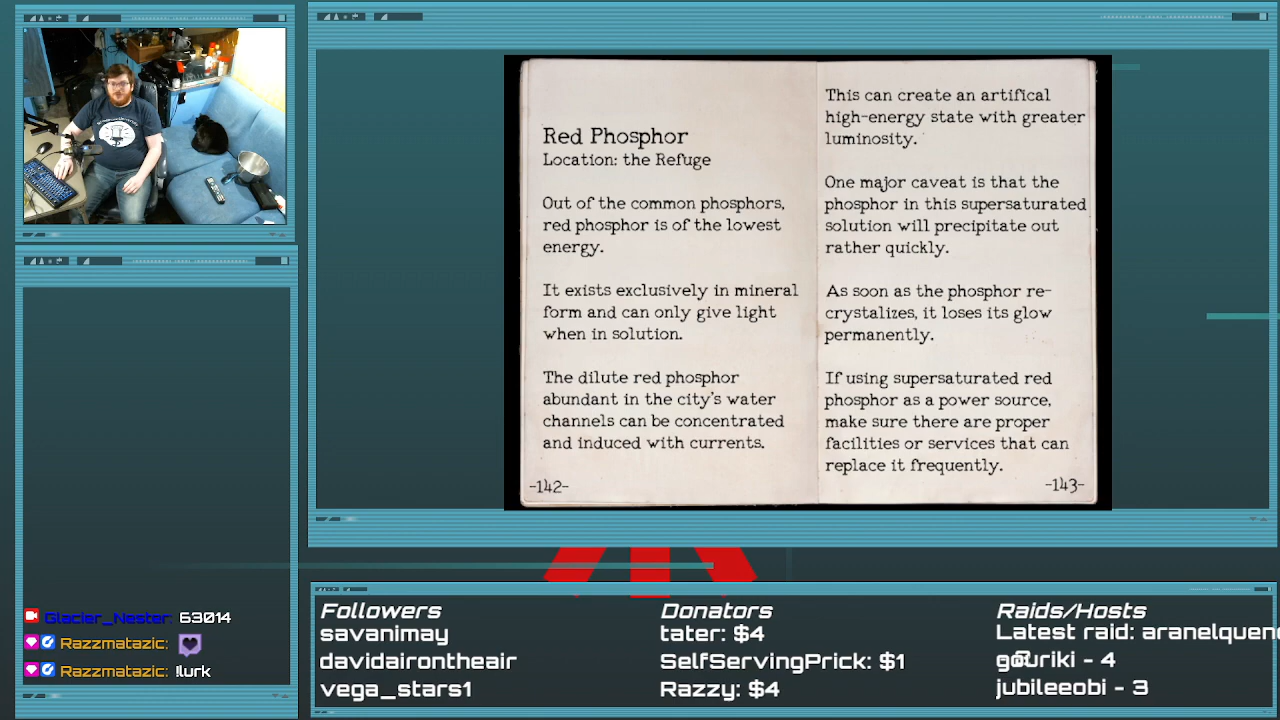 Red Phosphor
Location: the Refuge
Out of the common phosphors,
red phosphor is of the lowest
energy.
It exists exclusively in mineral
form and can only give light
when in solution.
The dilute red phosphor
abundant in the city's water
channels can be concentrated
and induced with currents.
-142-
This can create an artifical
high-energy state with greater
luminosity.
One major caveat is that the
phosphor in this supersaturated
solution will precipitate out
rather quickly.
As soon as the phosphor re-
crystalizes, it loses its glow
permanently.
If using supersaturated red
phosphor as a power source,
make sure there are proper
facilities or services that can
replace it frequently.
-143-
Glacier_Nester: 63014
Razzmatazic:
Razzmatazic: !lurk
Followers
savanimay
davidairontheair
vega_stars1
Donators
tater: $4
SelfServingPrick: $1
Razzy: $4
Raids/Hosts
Latest raid: aranelquen
jubileeobi - 3